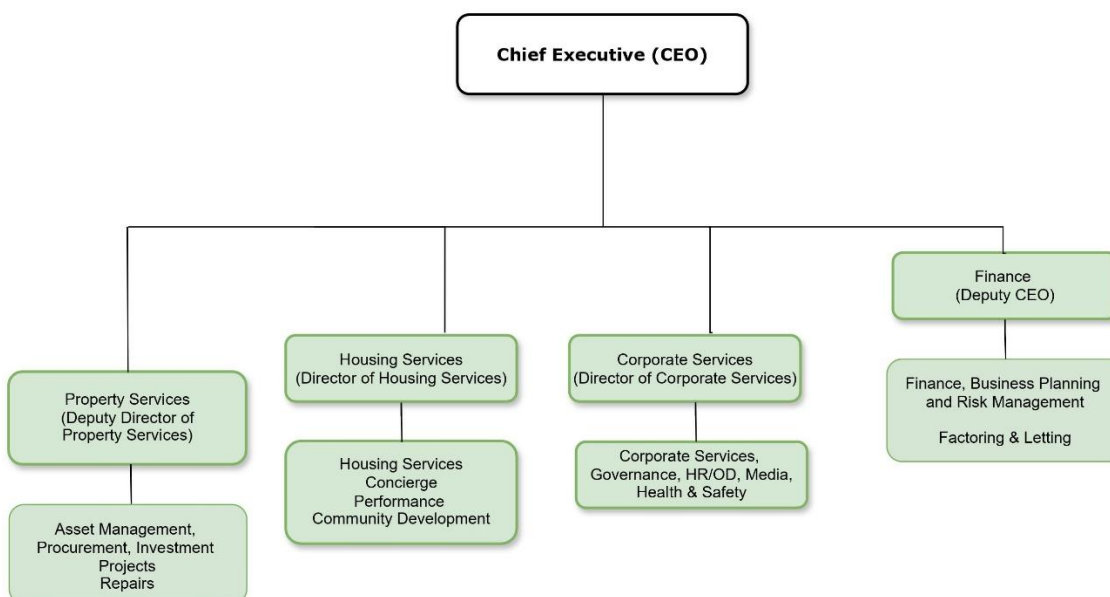 Chief Executive (CEO)
Finance
(Deputy CEO)
Housing Services
(Director of Housing Services)
Corporate Services
(Director of Corporate Services)
Property Services
(Deputy Director of
Property Services)
Finance, Business Planning
and Risk Management
Factoring & Letting
Housing Services
Concierge
Performance
Community Development
Corporate Services,
Governance, HR/OD, Media,
Health & Safety
Asset Management,
Procurement, Investment
Projects
Repairs